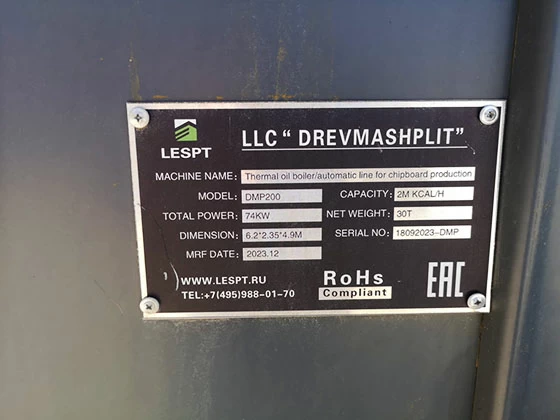 LESPT
LLC “ DREVMASHPLIT”
MACHINE NAME: Thermal oil boiler/automatic line for chipboard production
MODEL: DMP200 CAPACITY: 2M KCAL/H
TOTAL POWER: 74KW NET WEIGHT: 30T
DIMENSION: 6.2*2.35*4.9M SERIAL NO: 18092023-DMP
MRF DATE: 2023.12
WWW.LESPT.RU
TEL:+7(495)988-01-70
RoHs
Compliant
EAC